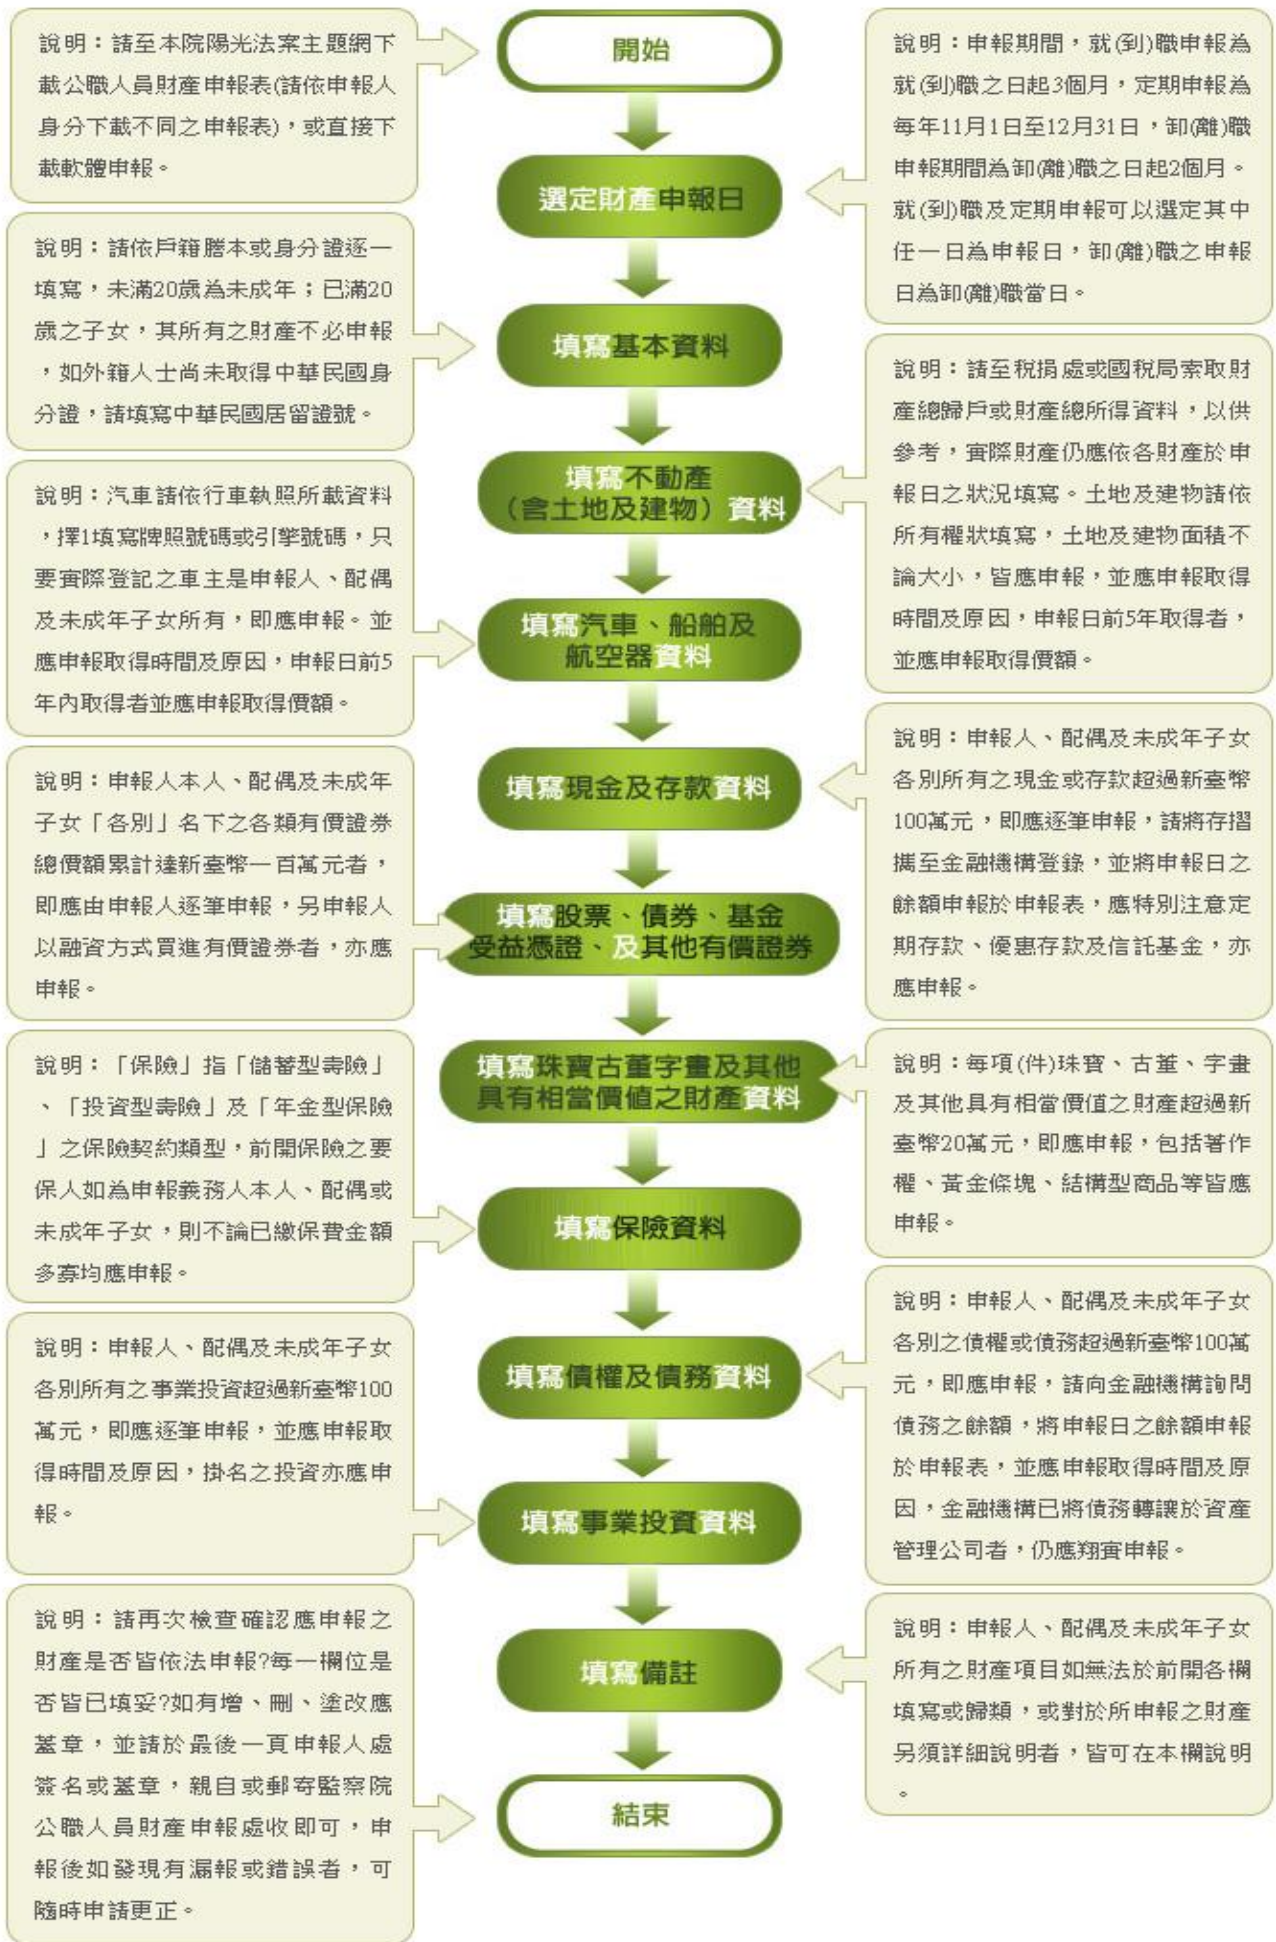 說明：請至本院陽光法案主題網下
載公職人員財產申報表(請依申報人
身分下載不同之申報表)，或直接下
載軟體申報。
開始
說明：申報期間，就(到)職申報為
就(到)職之日起3個月，定期申報為
每年11月1日至12月31日，卸(離)職
申報期間為卸(離)職之日起2個月。
就(到)職及定期申報可以選定其中
任一日為申報日，卸(離)職之申報
日為卸(離)職當日。
選定財產申報日
說明：請依戶籍謄本或身分證逐一
填寫，未滿20歲為未成年；已滿20
歲之子女，其所有之財產不必申報
，如外籍人士尚未取得中華民國身
分證，請填寫中華民國居留證號。
填寫基本資料
說明：請至稅捐處或國稅局索取財
產總歸戶或財產總所得資料，以供
參考，實際財產仍應依各財產於申
報日之狀況填寫。土地及建物請依
所有權狀填寫，土地及建物面積不
論大小，皆應申報，並應申報取得
時間及原因，申報日前5年取得者，
並應申報取得價額。
填寫不動產
（含土地及建物）資料
說明：汽車請依行車執照所載資料
，擇1填寫牌照號碼或引擎號碼，只
要實際登記之車主是申報人、配偶
及未成年子女所有，即應申報。並
應申報取得時間及原因，申報日前5
年內取得者並應申報取得價額。
填寫汽車、船舶及
航空器資料
說明：申報人、配偶及未成年子女
各別所有之現金或存款超過新臺幣
100萬元，即應逐筆申報，請將存摺
攜至金融機構登錄，並將申報日之
餘額申報於申報表，應特別注意定
期存款、優惠存款及信託基金，亦
應申報。
填寫現金及存款資料
說明：申報人本人、配偶及未成年
子女「各別」名下之各類有價證券
總價額累計達新臺幣一百萬元者，
即應由申報人逐筆申報，另申報人
以融資方式買進有價證券者，亦應
申報。
填寫股票、債券、基金
受益憑證、及其他有價證券
說明：每項(件)珠寶、古董、字畫
及其他具有相當價值之財產超過新
臺幣20萬元，即應申報，包括著作
權、黃金條塊、結構型商品等皆應
申報。
填寫珠寶古董字畫及其他
具有相當價值之財產資料
說明：「保險」指「儲蓄型壽險」
、「投資型壽險」及「年金型保險
」之保險契約類型，前開保險之要
保人如為申報義務人本人、配偶或
未成年子女，則不論已繳保費金額
多寡均應申報。
填寫保險資料
說明：申報人、配偶及未成年子女
各別之債權或債務超過新臺幣100萬
元，即應申報，請向金融機構詢問
債務之餘額，將申報日之餘額申報
於申報表，並應申報取得時間及原
因，金融機構已將債務轉讓於資產
管理公司者，仍應翔實申報。
填寫債權及債務資料
說明：申報人、配偶及未成年子女
各別所有之事業投資超過新臺幣100
萬元，即應逐筆申報，並應申報取
得時間及原因，掛名之投資亦應申
報。
填寫事業投資資料
說明：申報人、配偶及未成年子女
所有之財產項目如無法於前開各欄
填寫或歸類，或對於所申報之財產
另須詳細說明者，皆可在本欄說明
。
填寫備註
說明：請再次檢查確認應申報之
財產是否皆依法申報?每一欄位是
否皆已填妥?如有增、刪、塗改應
蓋章，並請於最後一頁申報人處
簽名或蓋章，親自或郵寄監察院
公職人員財產申報處收即可，申
報後如發現有漏報或錯誤者，可
隨時申請更正。
結束